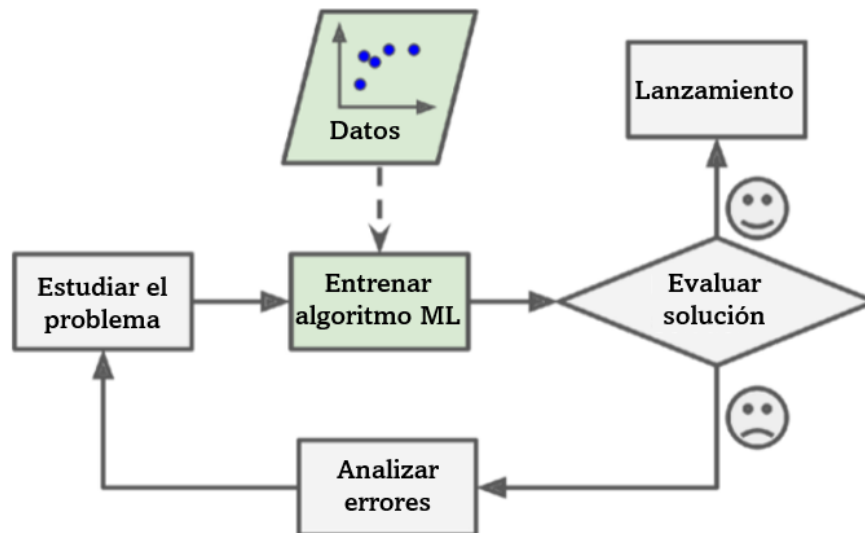 Datos
Lanzamiento
Estudiar el
problema
Entrenar
algoritmo ML
Evaluar
solución
Analizar
errores